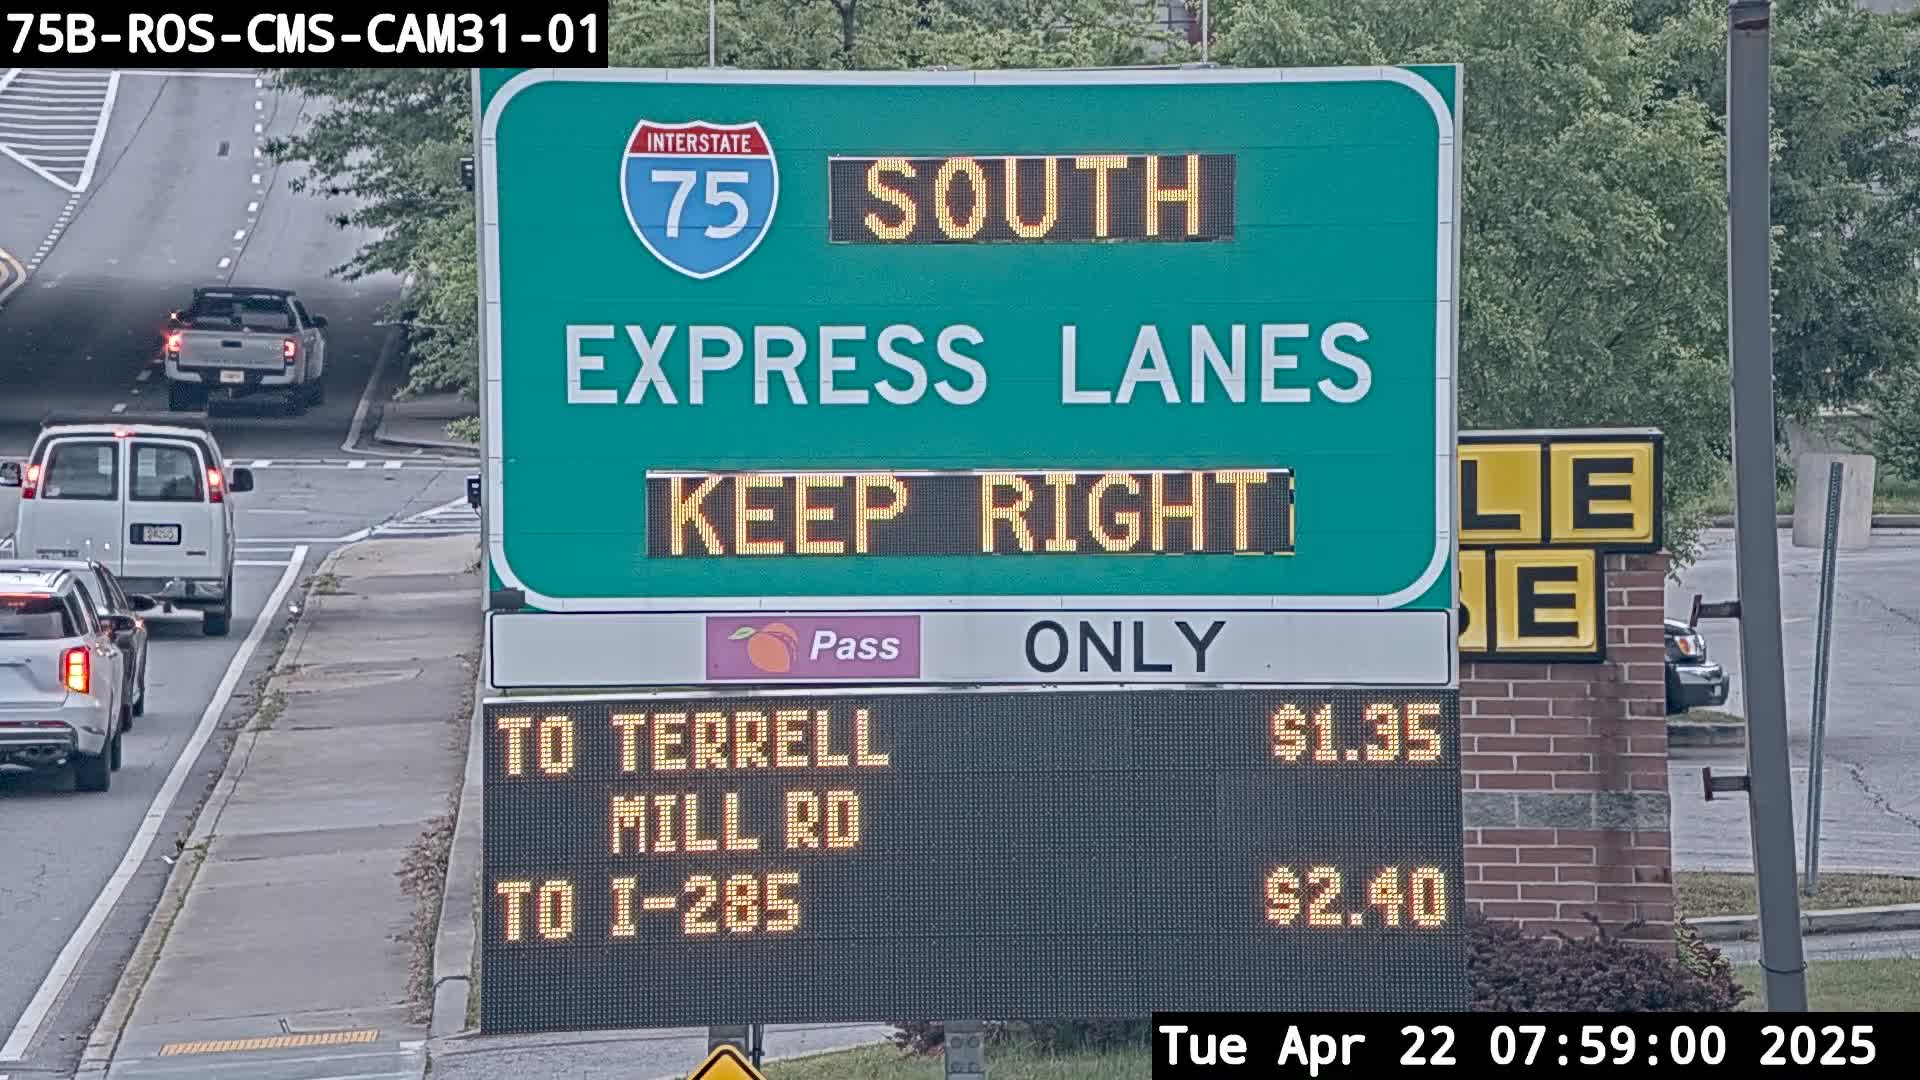 75B-ROS-CMS-CAM31-01
INTERSTATE
75
SOUTH
EXPRESS LANES
KEEP RIGHT
Pass ONLY
TO TERRELL $1.35
MILL RD
TO I-285 $2.40
LE
E
Tue Apr 22 07:59:00 2025